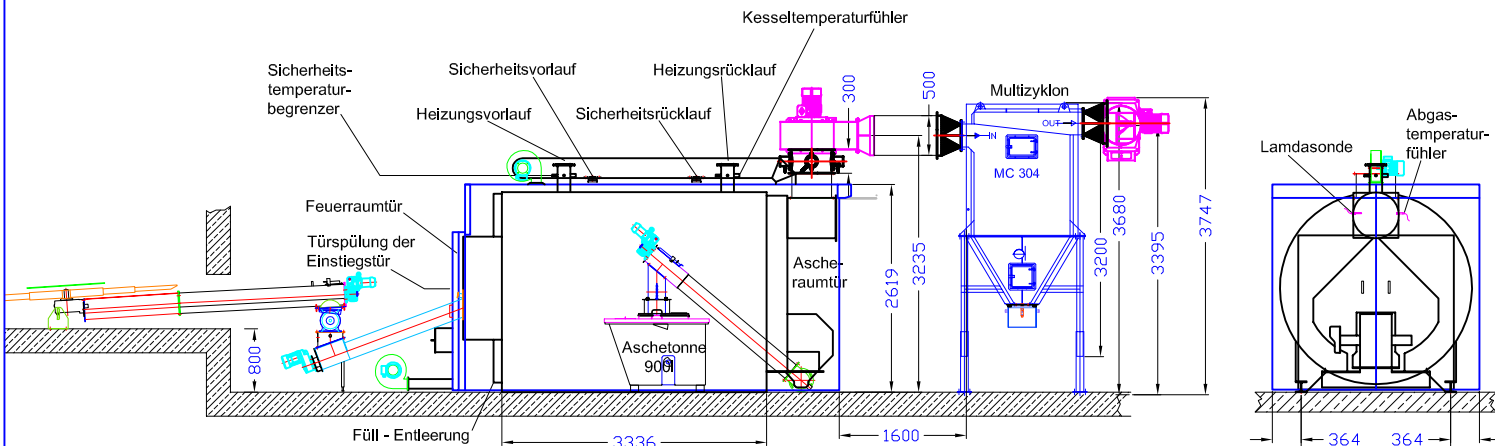 Kesseltemperaturfühler
Sicherheits-
temperatur-
begrenzer
Sicherheitsvorlauf
Heizungsrücklauf
Heizungsvorlauf
Sicherheitsrücklauf
300
500
Multizyklon
IN
OUT
MC 304
Lamdasonde
Abgas-
temperatur-
fühler
Feuerraumtür
Türspülung der
Einstiegstür
Asche-
raumtür
2619
3235
3200
3680
3395
3747
800
Aschetonne
900l
Füll - Entleerung
3336
1600
364
364